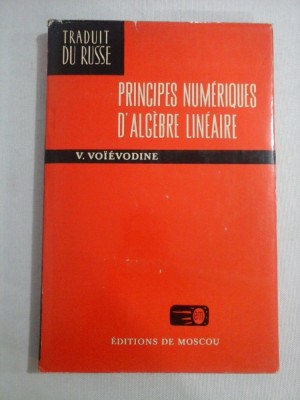 TRADUIT
DU RUSSE
PRINCIPES NUMÉRIQUES
D'ALGÈBRE LINÉAIRE
V. VOÏÉVODINE
ÉDITIONS DE MOSCOU